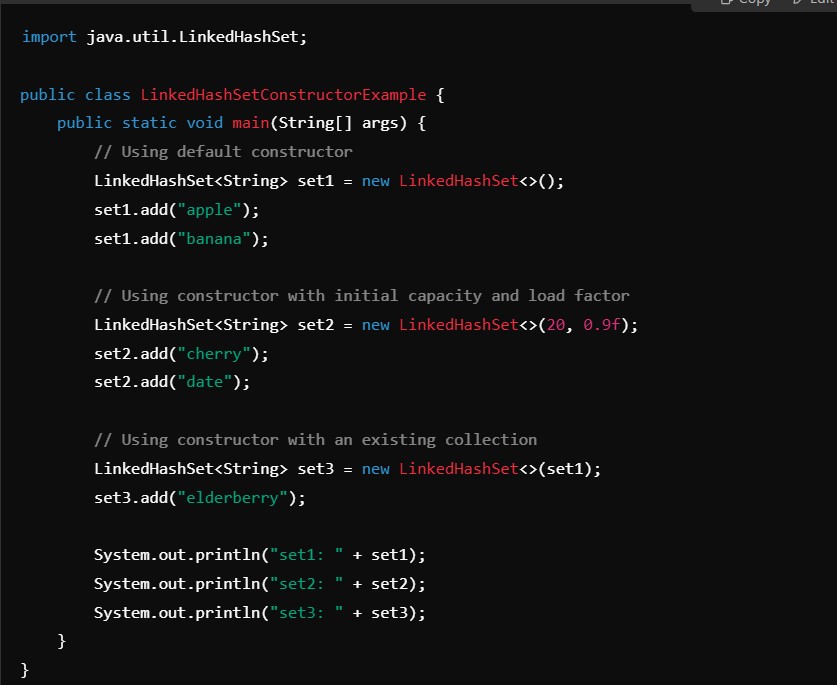 Copy Edit
import java.util.LinkedHashSet;
public class LinkedHashSetConstructorExample {
public static void main(String[] args) {
// Using default constructor
LinkedHashSet<String> set1 = new LinkedHashSet<>();
set1.add("apple");
set1.add("banana");
// Using constructor with initial capacity and load factor
LinkedHashSet<String> set2 = new LinkedHashSet<>(20, 0.9f);
set2.add("cherry");
set2.add("date");
// Using constructor with an existing collection
LinkedHashSet<String> set3 = new LinkedHashSet<>(set1);
set3.add("elderberry");
System.out.println("set1: " + set1);
System.out.println("set2: " + set2);
System.out.println("set3: " + set3);
}
}